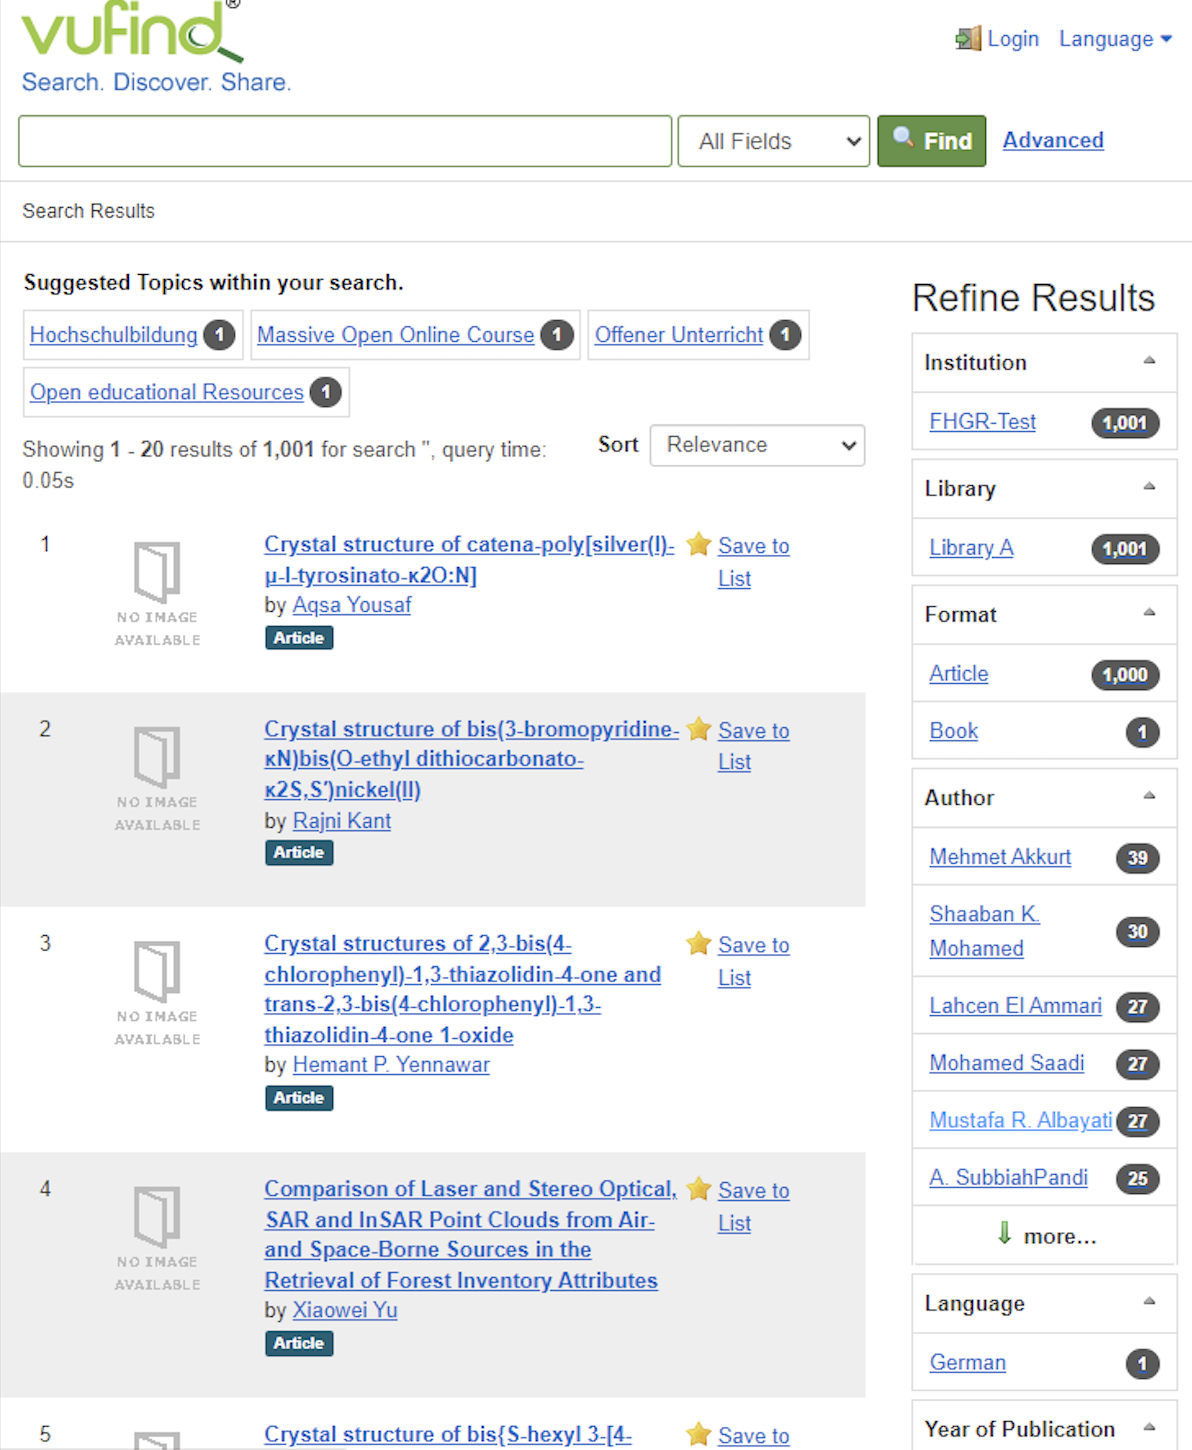 vufind®
Search. Discover. Share.
Login Language
All Fields Find Advanced
Search Results
Suggested Topics within your search.
Hochschulbildung 1 Massive Open Online Course 1 Offener Unterricht 1
Open educational Resources 1
Showing 1 - 20 results of 1,001 for search '', query time:
0.05s
Sort Relevance
1
NO IMAGE
AVAILABLE
Crystal structure of catena-poly[silver(I)-
μ-l-tyrosinato-κ2O:N]
by Aqsa Yousaf
Article
Save to
List
2
NO IMAGE
AVAILABLE
Crystal structure of bis(3-bromopyridine-
κN)bis(O-ethyl dithiocarbonato-
κ2S,S′)nickel(II)
by Rajni Kant
Article
Save to
List
3
NO IMAGE
AVAILABLE
Crystal structures of 2,3-bis(4-
chlorophenyl)-1,3-thiazolidin-4-one and
trans-2,3-bis(4-chlorophenyl)-1,3-
thiazolidin-4-one 1-oxide
by Hemant P. Yennawar
Article
Save to
List
4
NO IMAGE
AVAILABLE
Comparison of Laser and Stereo Optical,
SAR and InSAR Point Clouds from Air-
and Space-Borne Sources in the
Retrieval of Forest Inventory Attributes
by Xiaowei Yu
Article
Save to
List
5
Crystal structure of bis{S-hexyl 3-[4-
Save to
Refine Results
Institution
FHGR-Test 1,001
Library
Library A 1,001
Format
Article 1,000
Book 1
Author
Mehmet Akkurt 39
Shaaban K.
Mohamed 30
Lahcen El Ammari 27
Mohamed Saadi 27
Mustafa R. Albayati 27
A. SubbiahPandi 25
more...
Language
German 1
Year of Publication